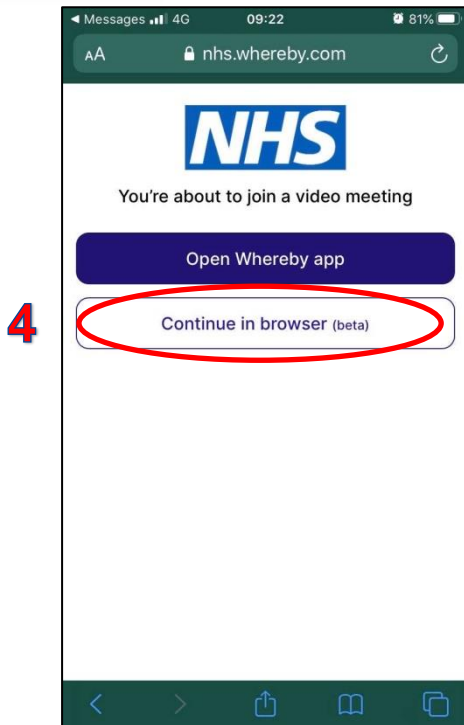 ◀ Messages 4G 09:22 81%
AA nhs.whereby.com
NHS
You're about to join a video meeting
Open Whereby app
4
Continue in browser (beta)